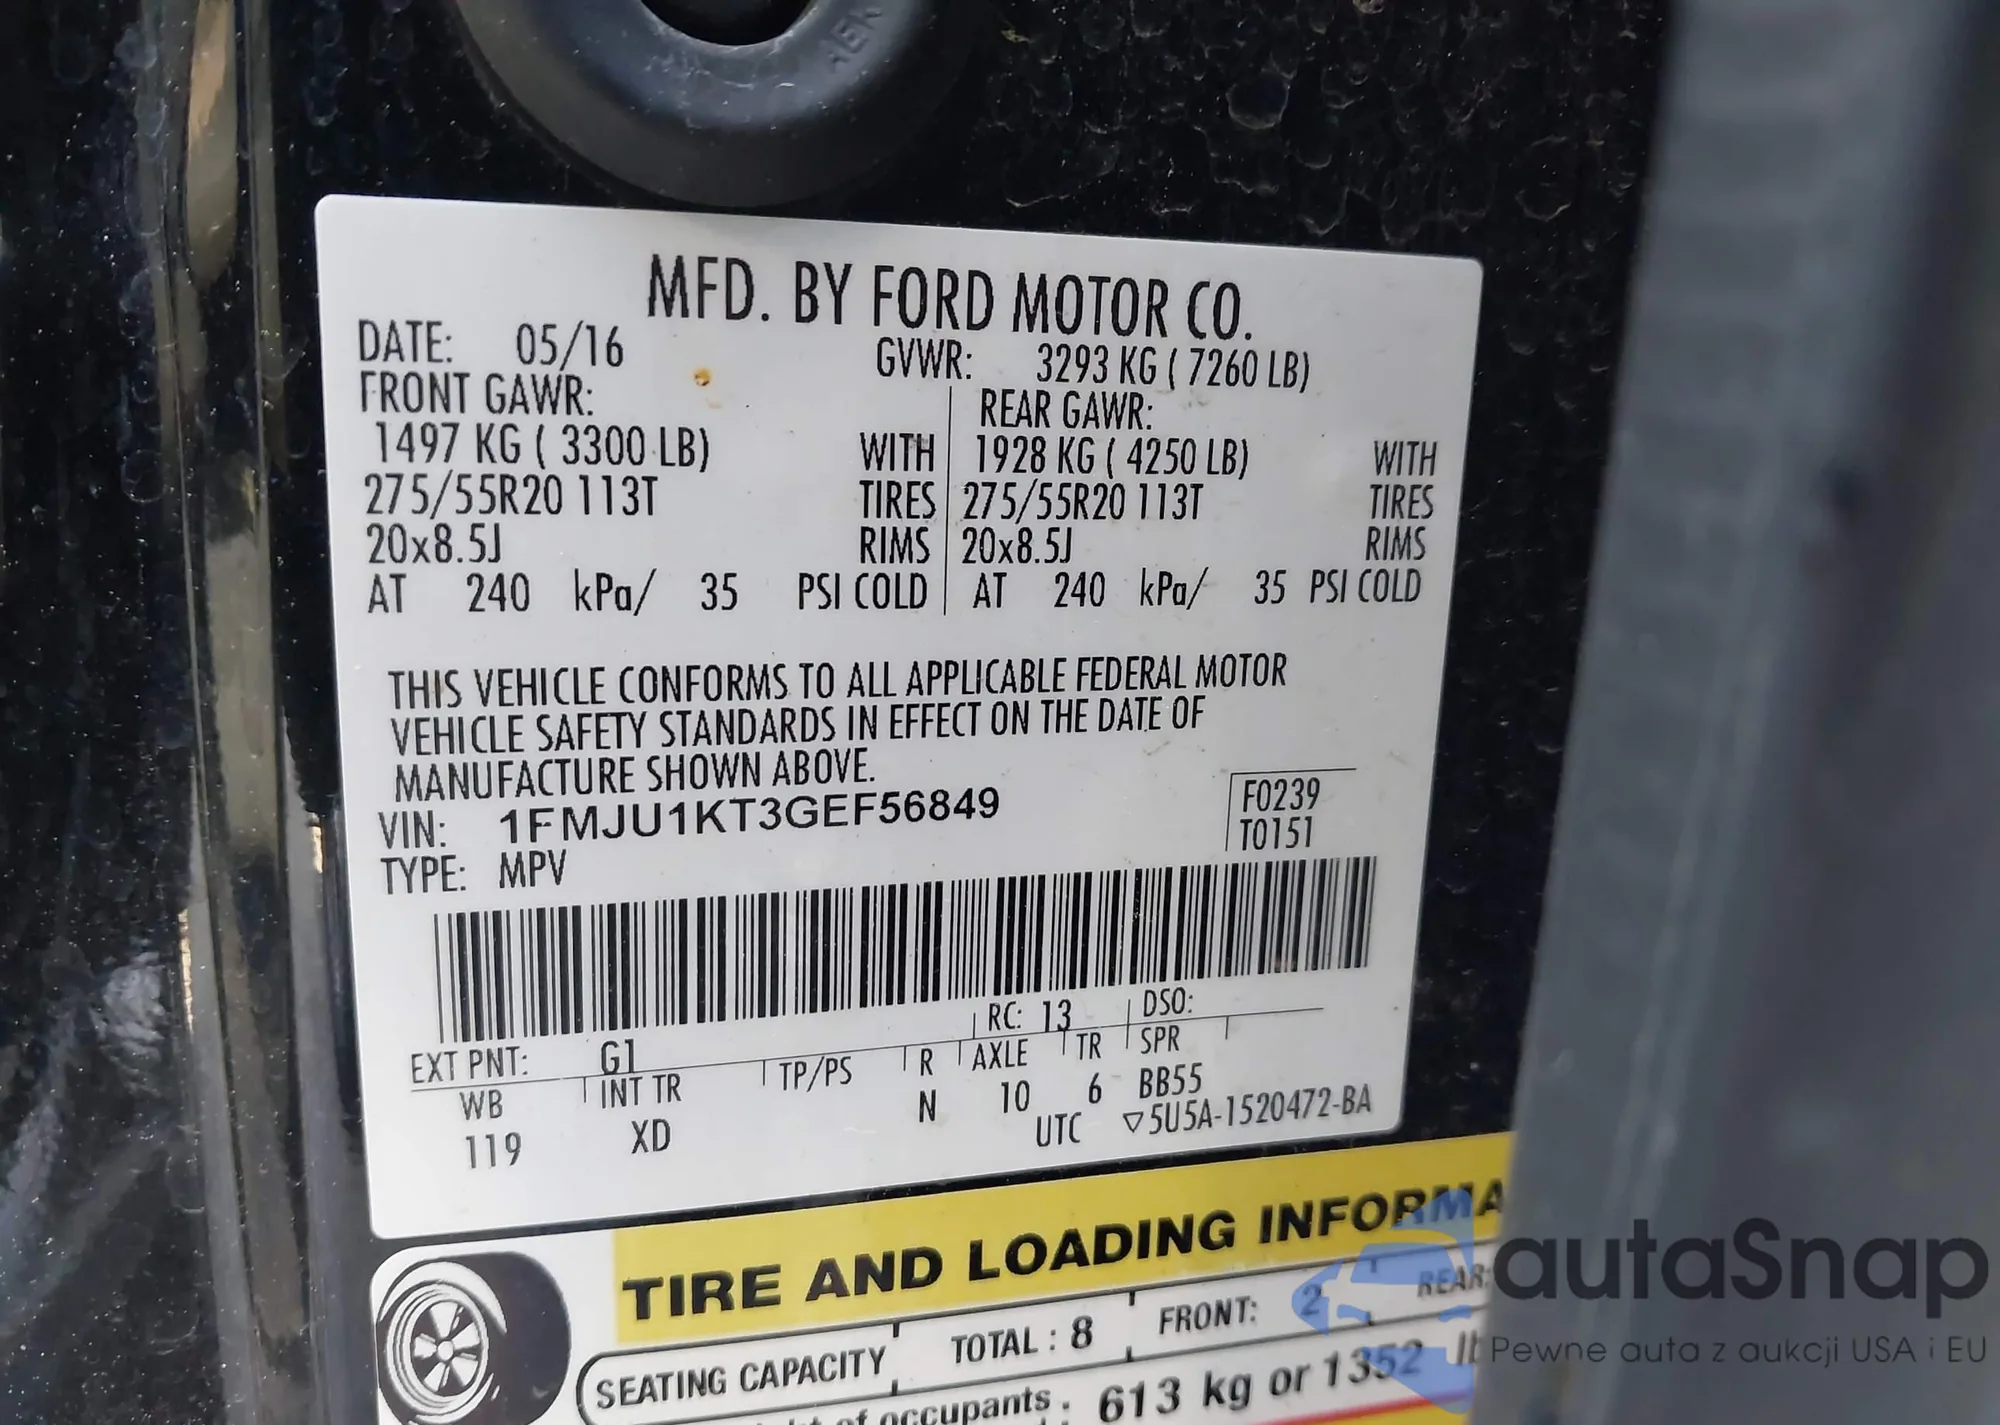 MFD. BY FORD MOTOR CO.
DATE: 05/16 GVWR: 3293 KG ( 7260 LB)
FRONT GAWR: REAR GAWR:
1497 KG ( 3300 LB) WITH 1928 KG ( 4250 LB) WITH
275/55R20 113T TIRES 275/55R20 113T TIRES
20x8.5J RIMS 20x8.5J RIMS
AT 240 kPa/ 35 PSI COLD AT 240 kPa/ 35 PSI COLD
THIS VEHICLE CONFORMS TO ALL APPLICABLE FEDERAL MOTOR
VEHICLE SAFETY STANDARDS IN EFFECT ON THE DATE OF
MANUFACTURE SHOWN ABOVE.
VIN: 1FMJU1KT3GEF56849 F0239
TYPE: MPV T0151
EXT PNT: G1 RC: 13 DSO:
WB INT TR TP/PS R AXLE TR SPR
119 XD N 10 6 BB55
UTC ▽5U5A-1520472-BA
TIRE AND LOADING INFORMA
SEATING CAPACITY TOTAL : 8 FRONT: 2 REAR:
of occupants : 613 kg or 1352 lb
autaSnap
Pewne auta z aukcji USA i EU